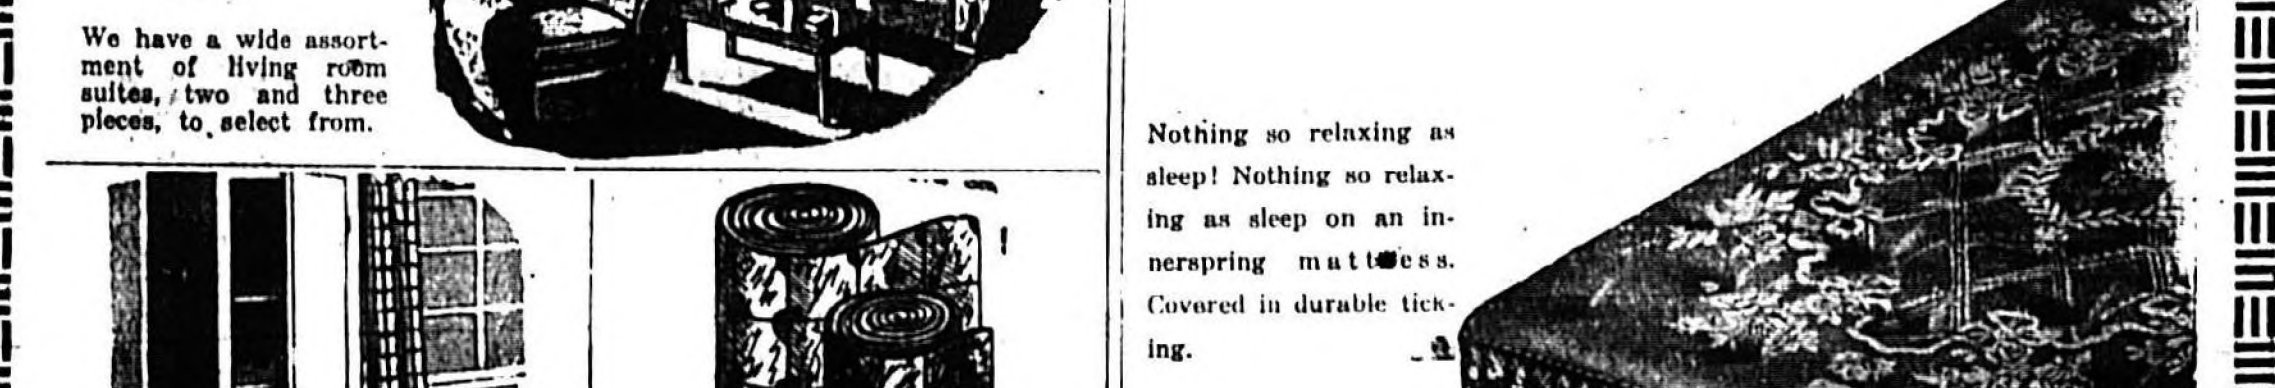 We have a wide assort-
ment of living room
suites, two and three
pieces, to select from.
Nothing so relaxing as
sleep! Nothing so relax-
ing as sleep on an in-
nerspring mattress.
Covered in durable tick-
ing.